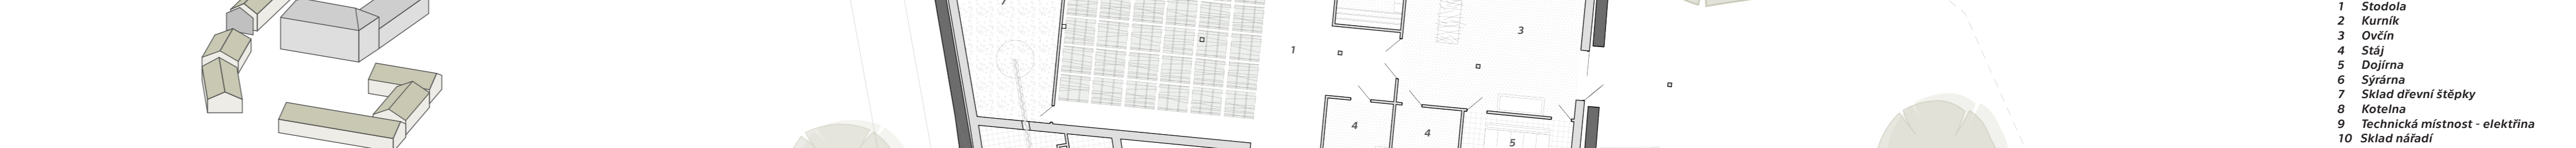 7
1
3
4
4
5
1 Stodola
2 Kurník
3 Ovčín
4 Stáj
5 Dojírna
6 Sýrárna
7 Sklad dřevní štěpky
8 Kotelna
9 Technická místnost - elektřina
10 Sklad nářadí